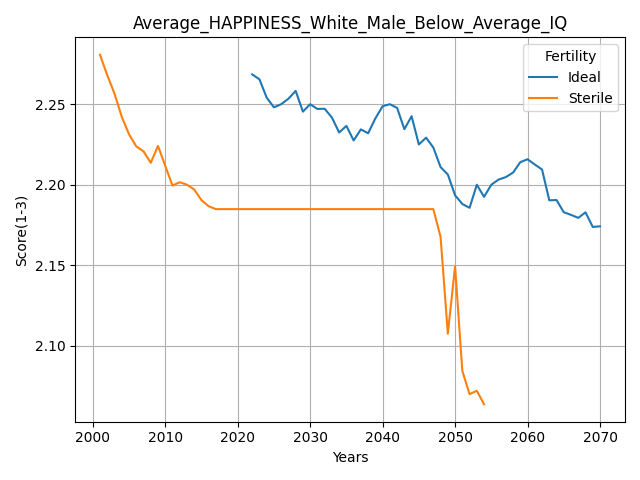 Average_HAPPINESS_White_Male_Below_Average_IQ
Fertility
Ideal
Sterile
Score(1-3)
2.25
2.20
2.15
2.10
2000 2010 2020 2030 2040 2050 2060 2070
Years